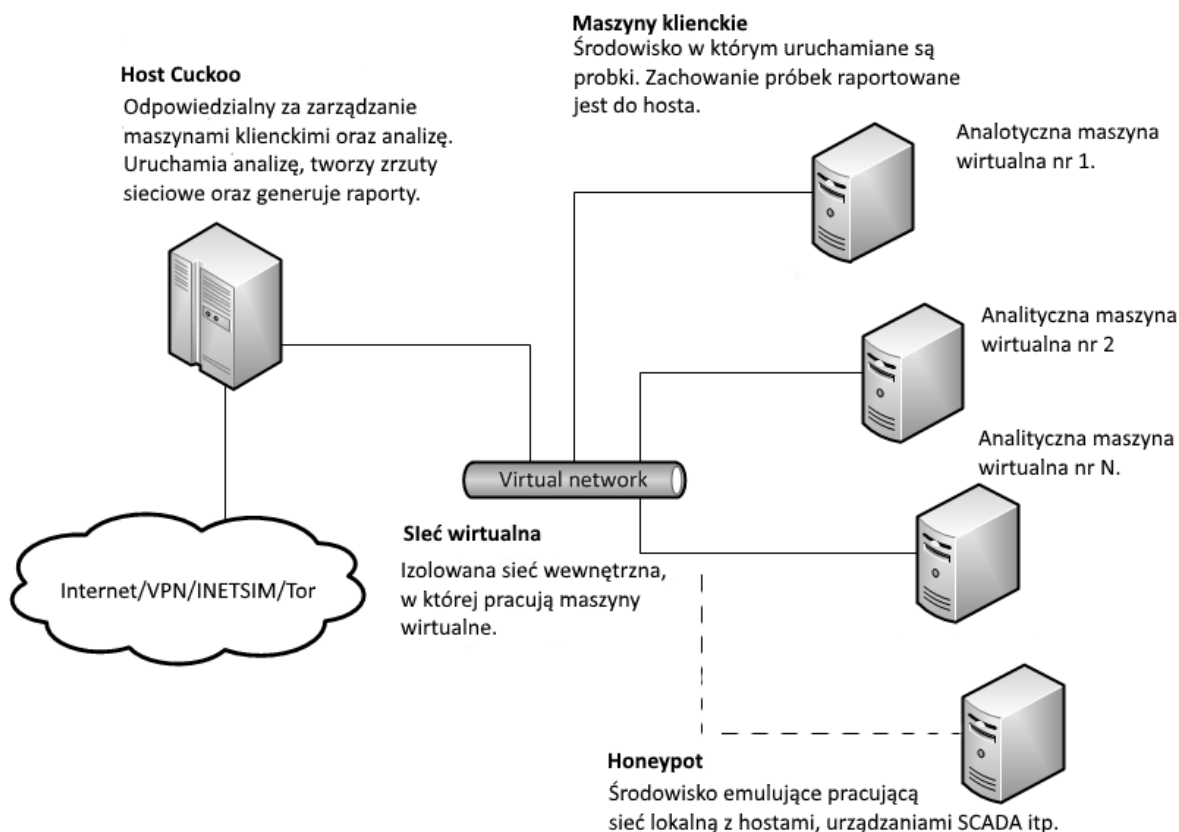 Host Cuckoo
Odpowiedzialny za zarządzanie
maszynami klienckimi oraz analizę.
Uruchamia analizę, tworzy zrzuty
sieciowe oraz generuje raporty.
Maszyny klienckie
Środowisko w którym uruchamiane są
probki. Zachowanie próbek raportowane
jest do hosta.
Analotyczna maszyna
wirtualna nr 1.
Analityczna maszyna
wirtualna nr 2
Analityczna maszyna
wirtualna nr N.
Virtual network
SIeć wirtualna
Izolowana sieć wewnętrzna,
w której pracują maszyny
wirtualne.
Internet/VPN/INETSIM/Tor
Honeypot
Środowisko emulujące pracującą
sieć lokalną z hostami, urządzaniami SCADA itp.